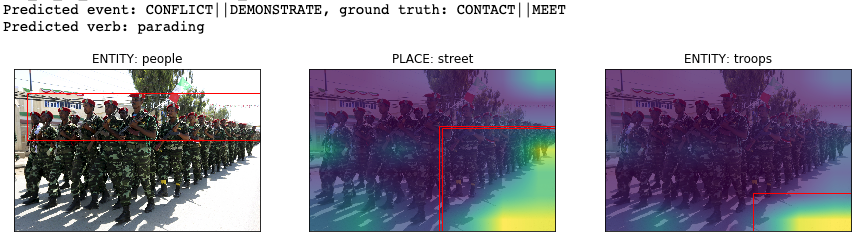 Predicted event: CONFLICT||DEMONSTRATE, ground truth: CONTACT||MEET
Predicted verb: parading
ENTITY: people
PLACE: street
ENTITY: troops